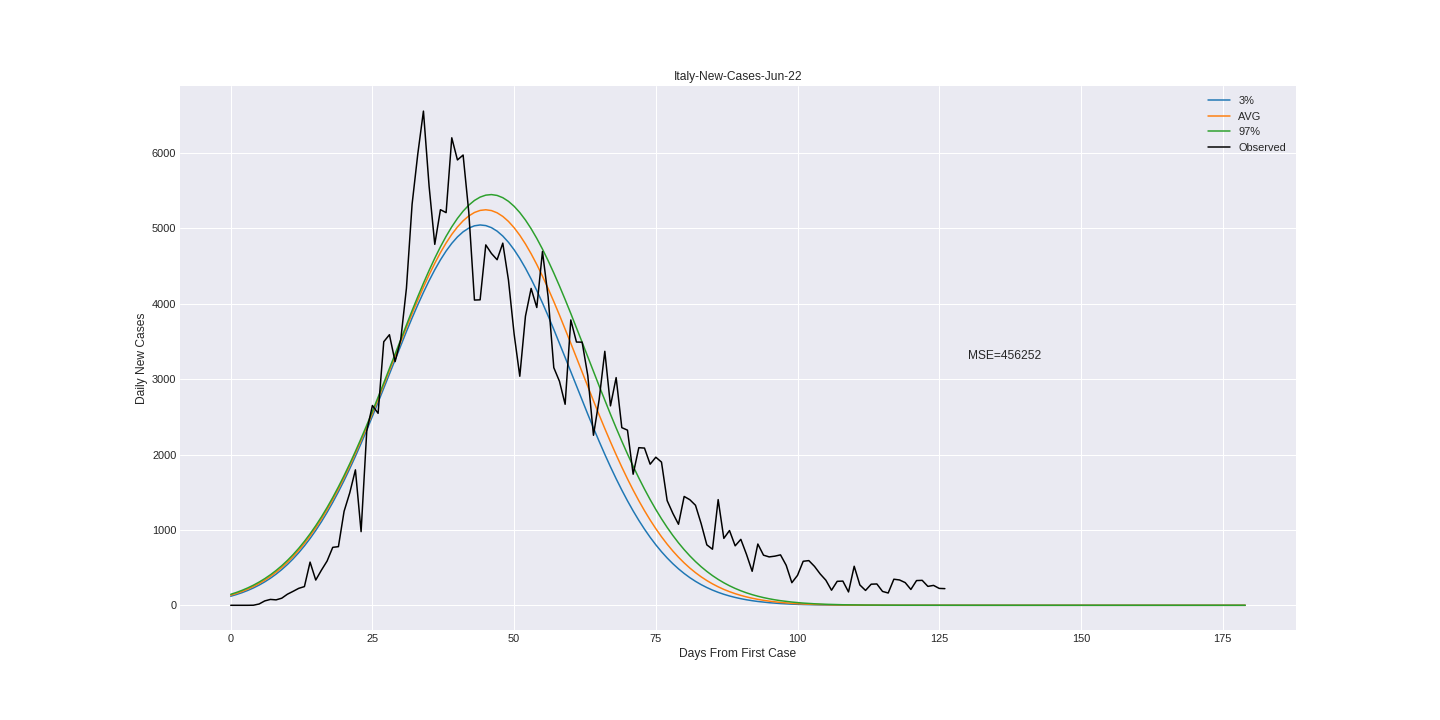 Italy-New-Cases-Jun-22
3%
AVG
97%
Observed
6000
5000
4000
3000
2000
1000
0
Daily New Cases
MSE=456252
0 25 50 75 100 125 150 175
Days From First Case